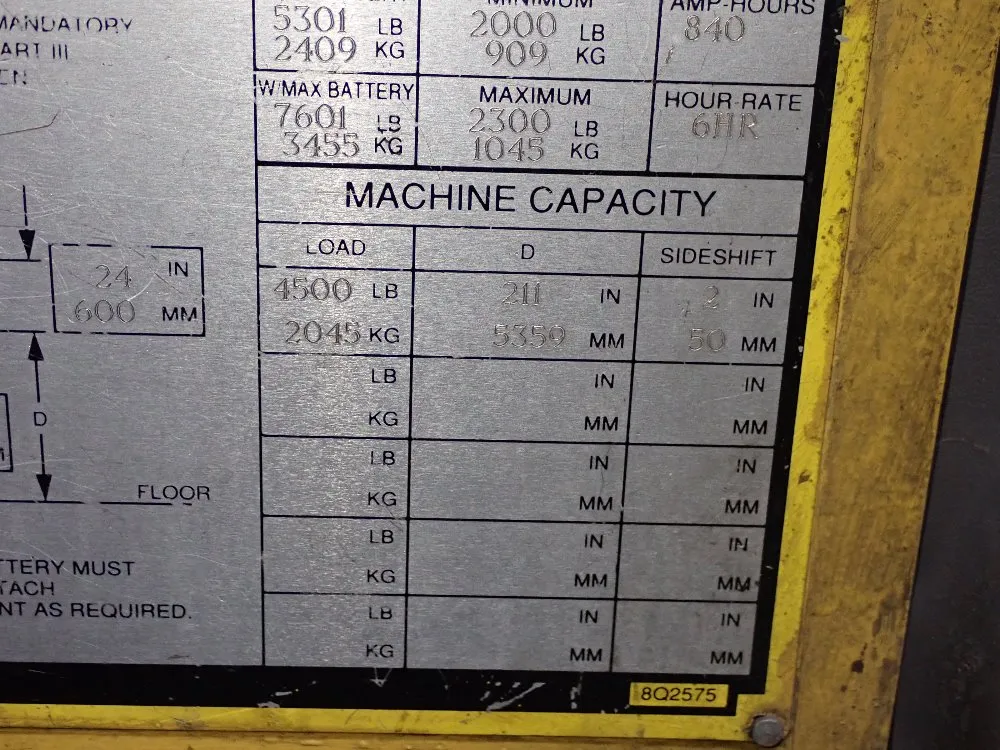 MANDATORY
ART III
5301 LB
2409 KG
MINIMUM
2000 LB
909 KG
AMP-HOURS
840
W/MAX BATTERY
7601 LB
3455 KG
MAXIMUM
2300 LB
1045 KG
HOUR-RATE
6HR
MACHINE CAPACITY
LOAD D SIDESHIFT
4500 LB 211 IN 2 IN
2045 KG 5350 MM 50 MM
LB IN IN
KG MM MM
LB IN IN
KG MM MM
LB IN IN
KG MM MM
LB IN IN
KG MM MM
24 IN
600 MM
D
FLOOR
TTERY MUST
TACH
NT AS REQUIRED.
8Q2575